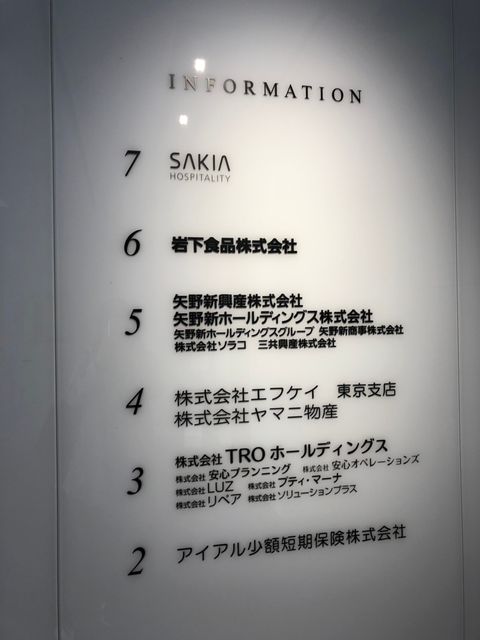 INFORMATION
7 SAKIA
HOSPITALITY
6 岩下食品株式会社
5 矢野新興産株式会社
矢野新ホールディングス株式会社
矢野新ホールディングスグループ 矢野新商事株式会社
株式会社ソラコ 三共興産株式会社
4 株式会社エフケイ 東京支店
株式会社ヤマニ物産
3 株式会社 TRO ホールディングス
株式会社 安心プランニング 株式会社 安心オペレーションズ
株式会社 LUZ 株式会社 プティ・マーナ
株式会社 リペア 株式会社 ソリューションプラス
2 アイアル少額短期保険株式会社